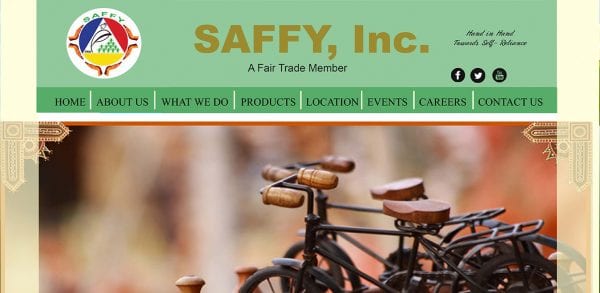 SAFFY
SAFFY, Inc.
A Fair Trade Member
Hand in Hand
Towards Self- Reliance
HOME
ABOUT US
WHAT WE DO
PRODUCTS
LOCATION
EVENTS
CAREERS
CONTACT US